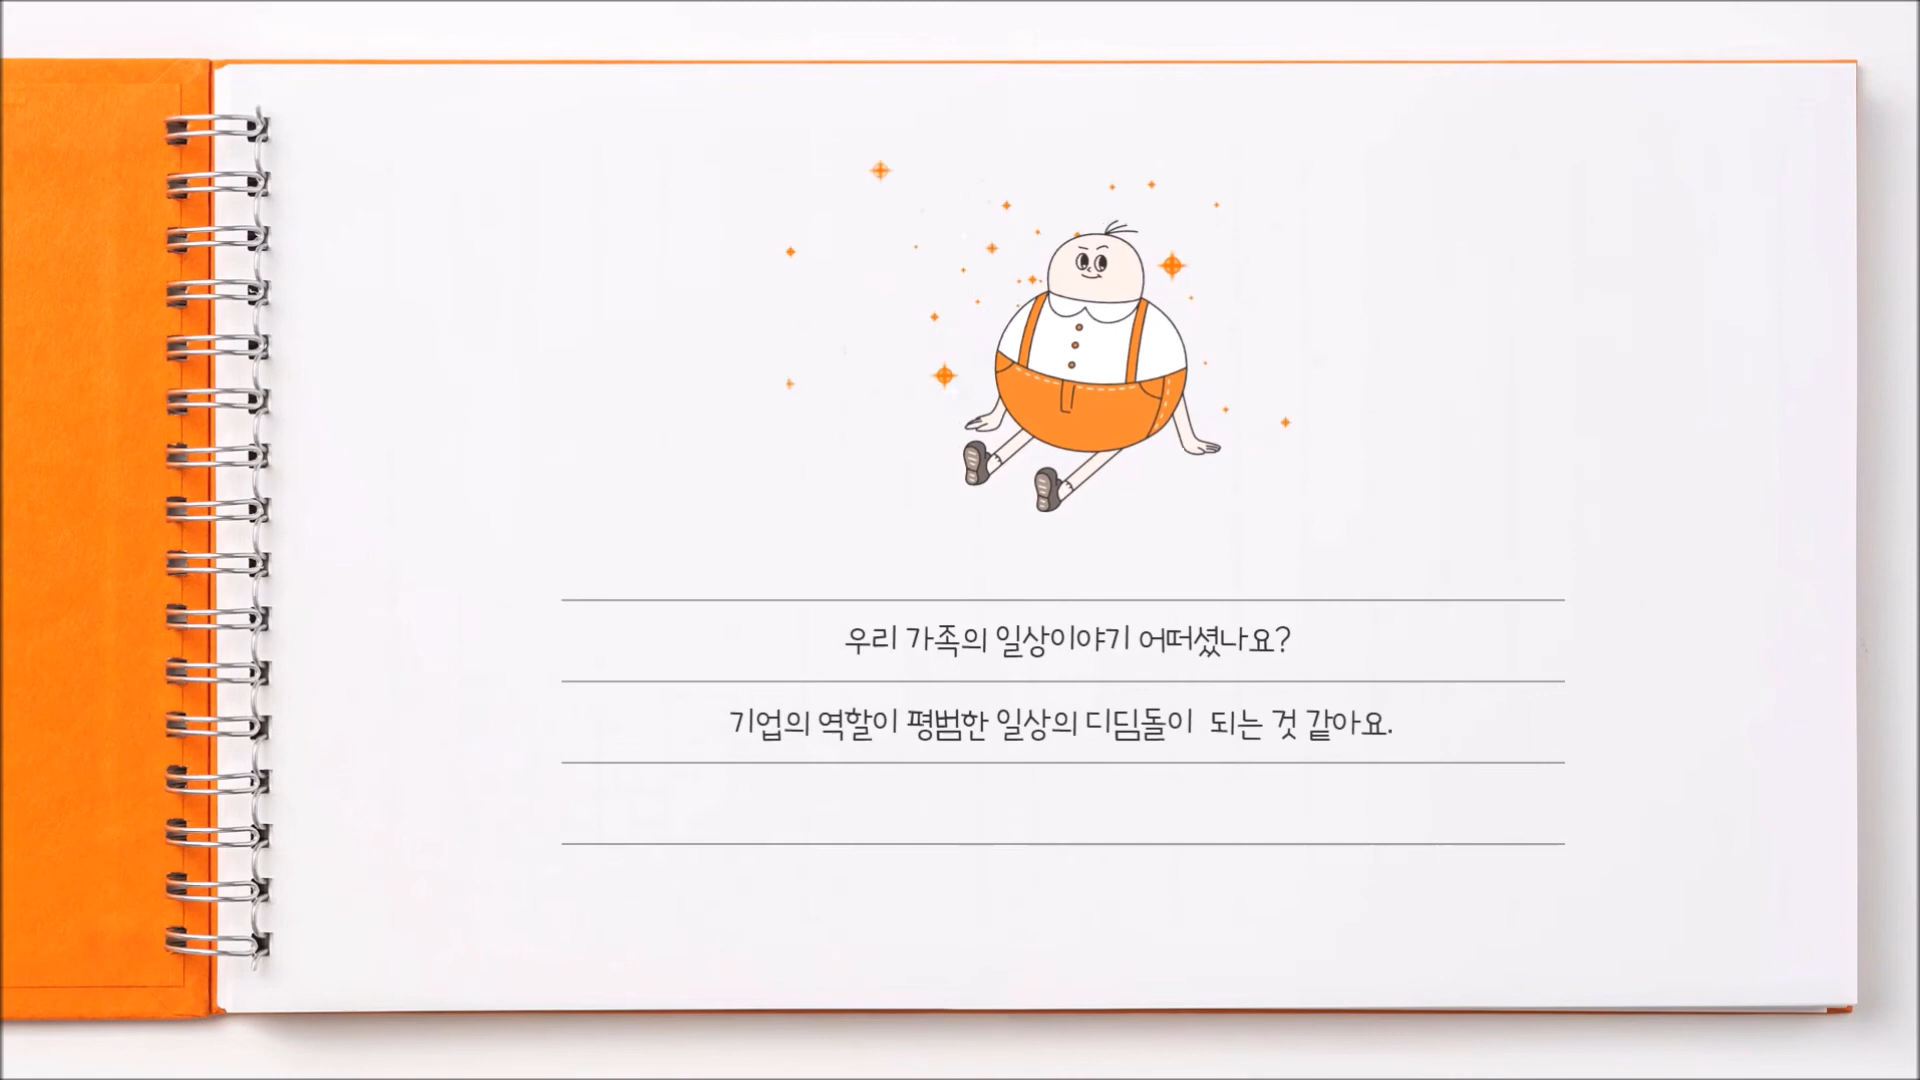 우리 가족의 일상이야기 어떠셨나요?
기업의 역할이 평범한 일상의 디딤돌이 되는 것 같아요.